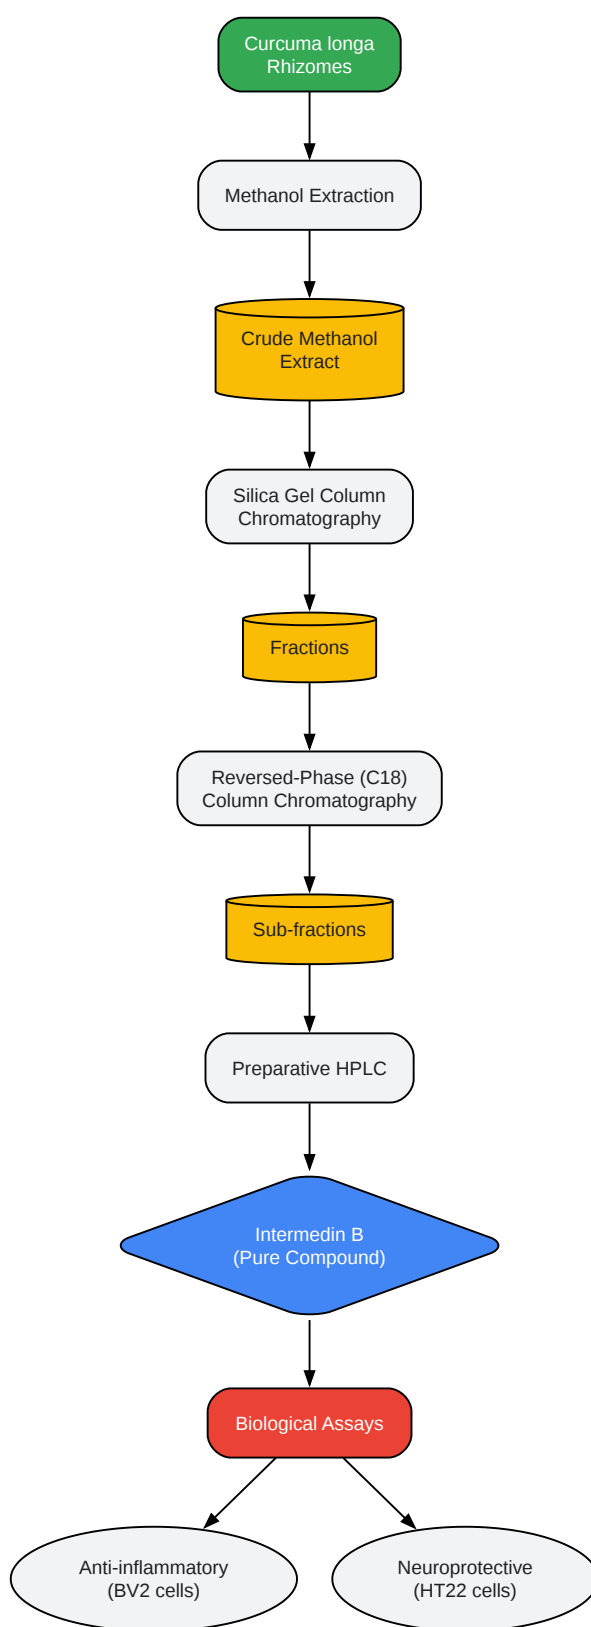 Curcuma longa
Rhizomes
Methanol Extraction
Crude Methanol
Extract
Silica Gel Column
Chromatography
Fractions
Reversed-Phase (C18)
Column Chromatography
Sub-fractions
Preparative HPLC
Intermedin B
(Pure Compound)
Biological Assays
Anti-inflammatory
(BV2 cells)
Neuroprotective
(HT22 cells)